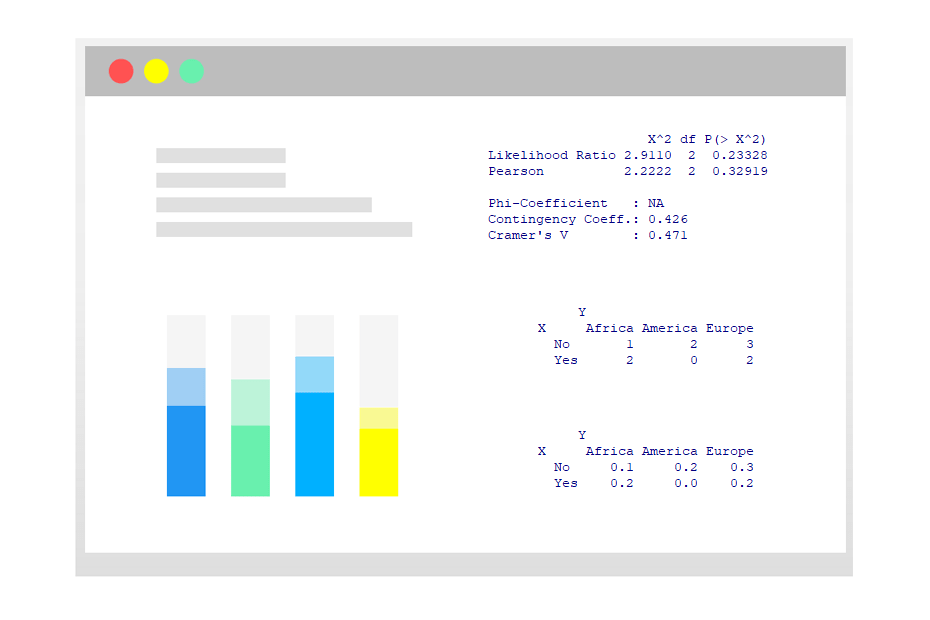 X^2 df P(> X^2)
Likelihood Ratio 2.9110 2 0.23328
Pearson 2.2222 2 0.32919
Phi-Coefficient : NA
Contingency Coeff.: 0.426
Cramer's V : 0.471
Y
X Africa America Europe
No 1 2 3
Yes 2 0 2
Y
X Africa America Europe
No 0.1 0.2 0.3
Yes 0.2 0.0 0.2